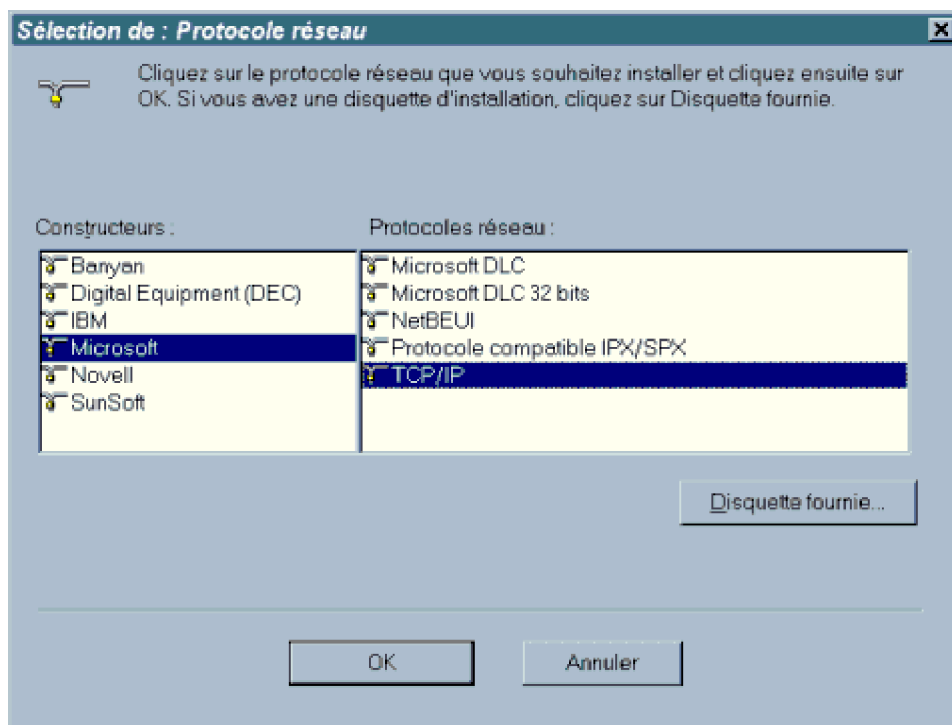 Sélection de : Protocole réseau
Cliquez sur le protocole réseau que vous souhaitez installer et cliquez ensuite sur
OK. Si vous avez une disquette d'installation, cliquez sur Disquette fournie.
Constructeurs :
Banyan
Digital Equipment (DEC)
IBM
Microsoft
Novell
SunSoft
Protocoles réseau :
Microsoft DLC
Microsoft DLC 32 bits
NetBEUI
Protocole compatible IPX/SPX
TCP/IP
Disquette fournie...
OK
Annuler